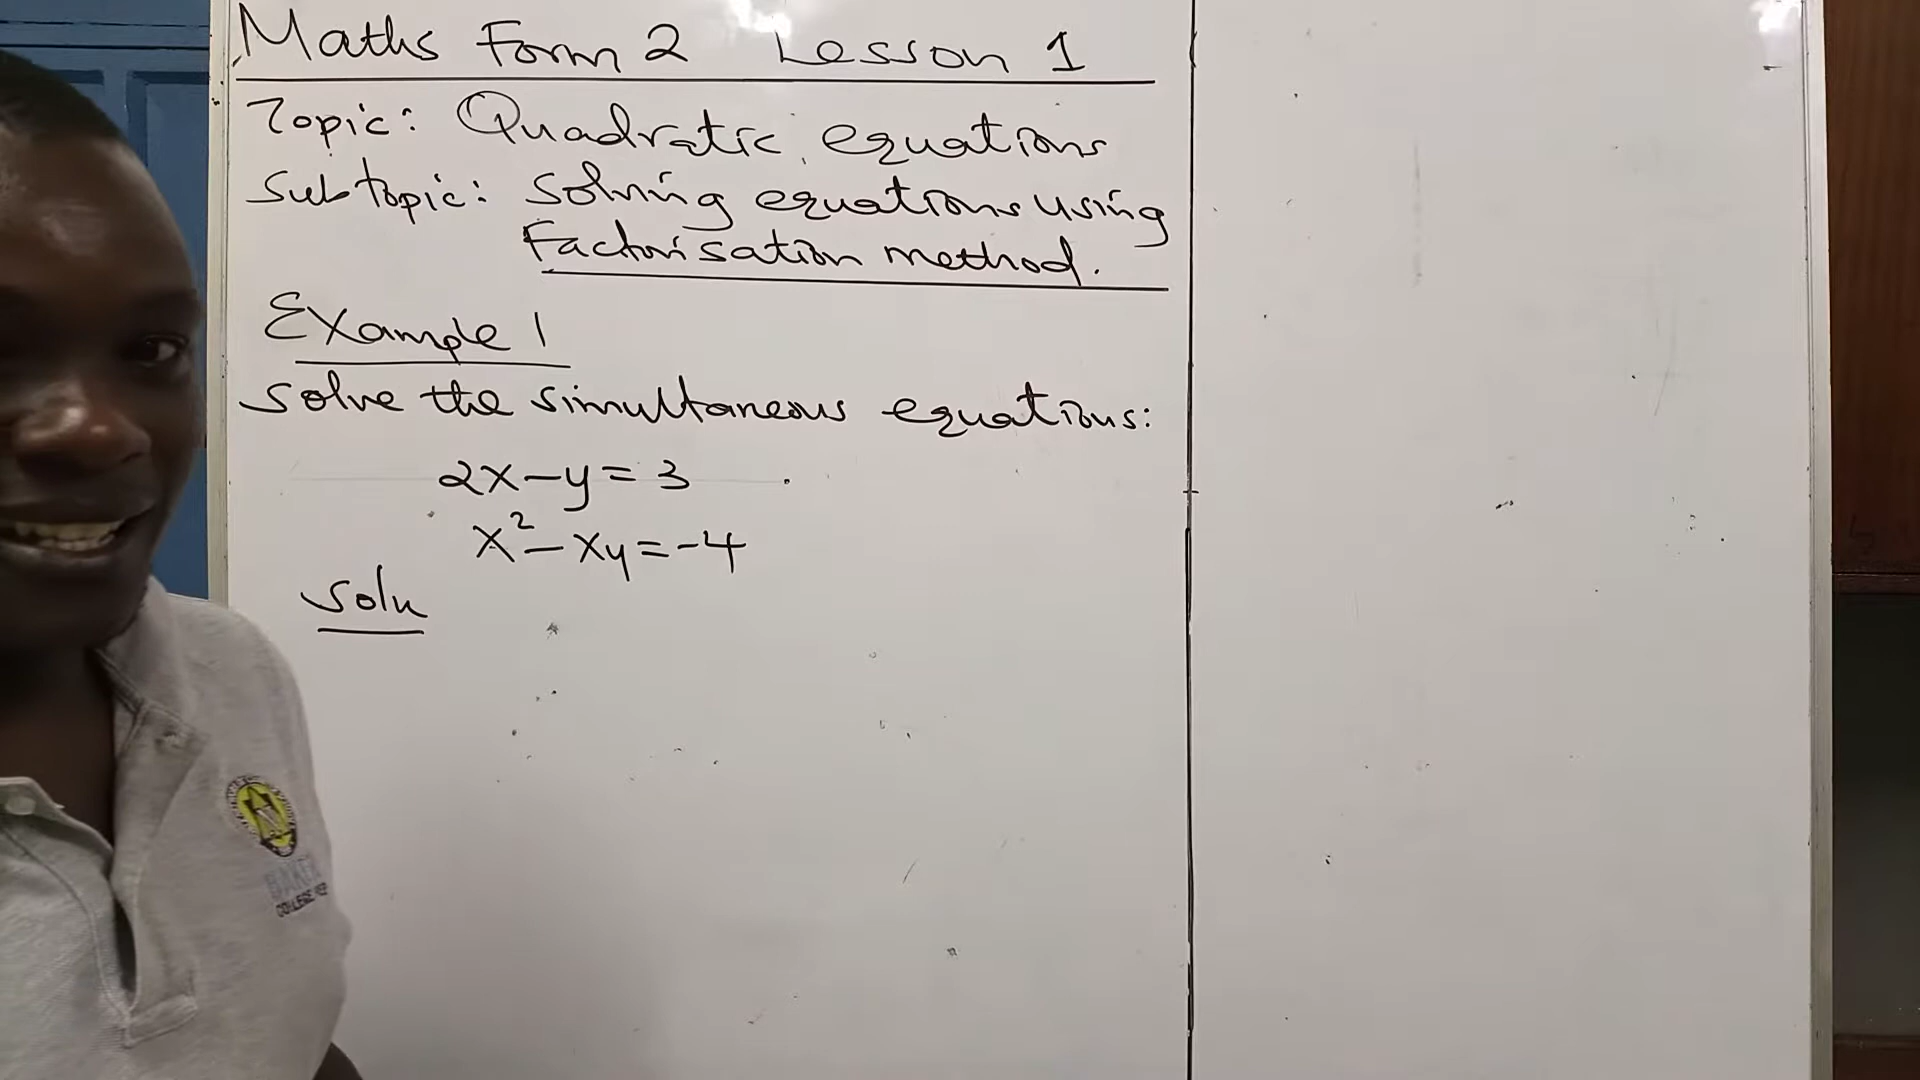 Maths Form 2 Lesson 1
Topic: Quadratic equations
Subtopic: Solving equations using
Factorisation method.
Example 1
Solve the simultaneous equations:
2x-y=3
x²-xy=-4
Soln
COLLEGE